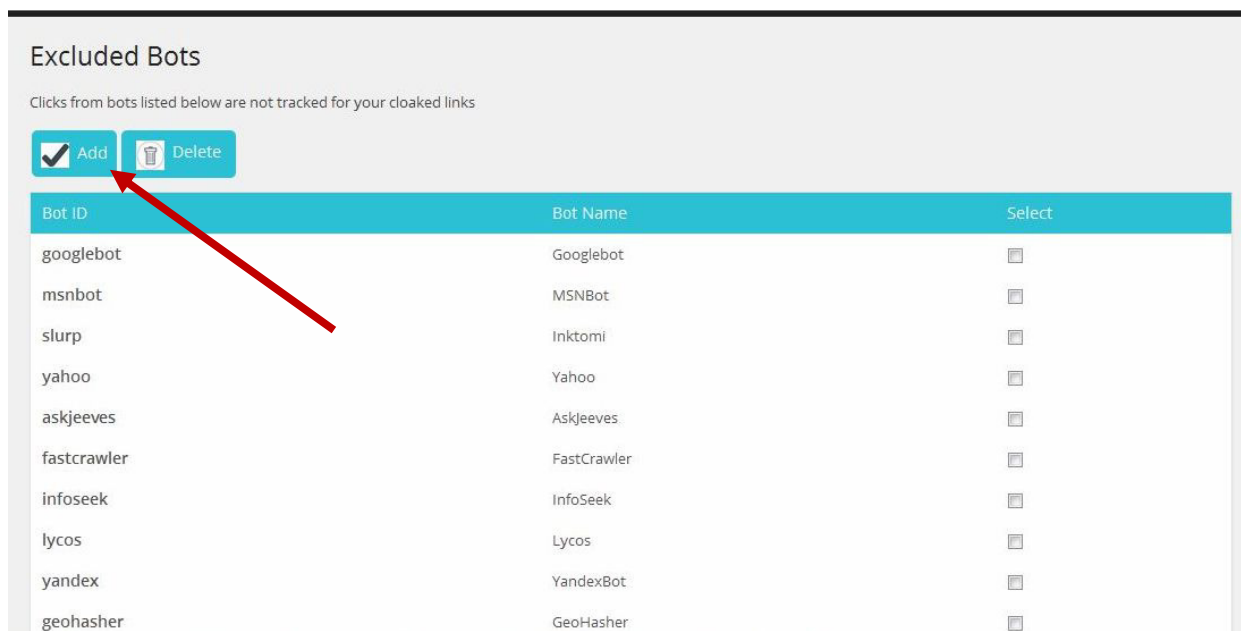 Excluded Bots
Clicks from bots listed below are not tracked for your cloaked links
Add Delete
Bot ID Bot Name Select
googlebot Googlebot
msnbot MSNBot
slurp Inktomi
yahoo Yahoo
askjeeves AskJeeves
fastcrawler FastCrawler
infoseek InfoSeek
lycos Lycos
yandex YandexBot
geohasher GeoHasher